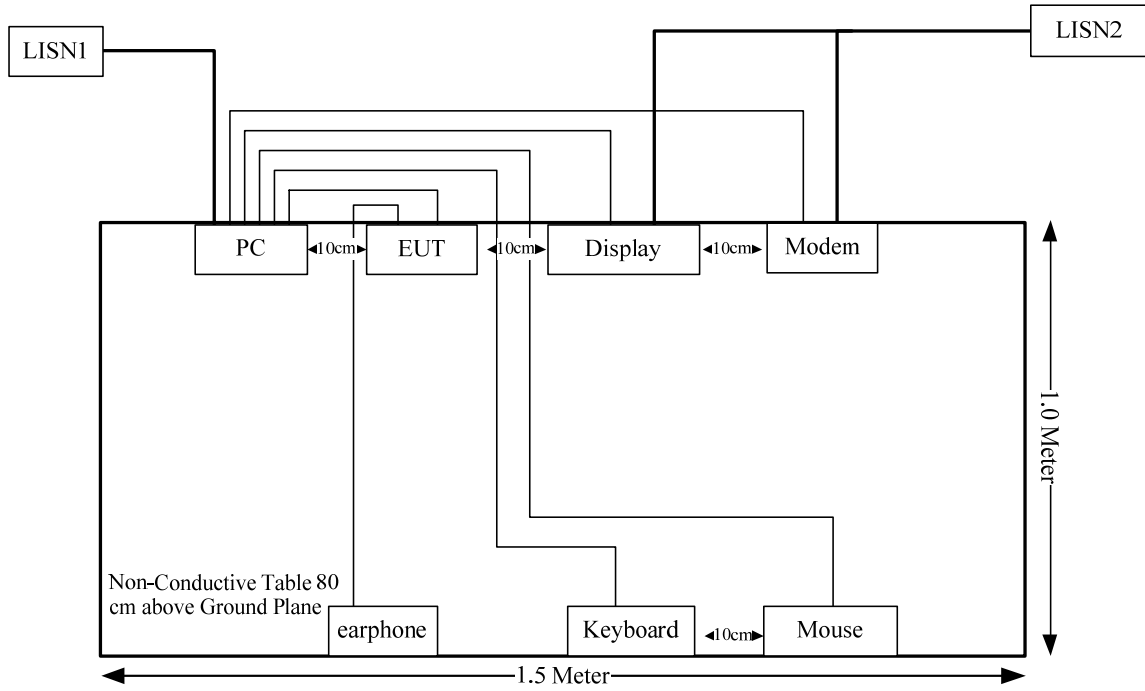 LISN1
LISN2
PC
10cm
EUT
10cm
Display
10cm
Modem
1.0 Meter
Non-Conductive Table 80
cm above Ground Plane
earphone
Keyboard
10cm
Mouse
1.5 Meter